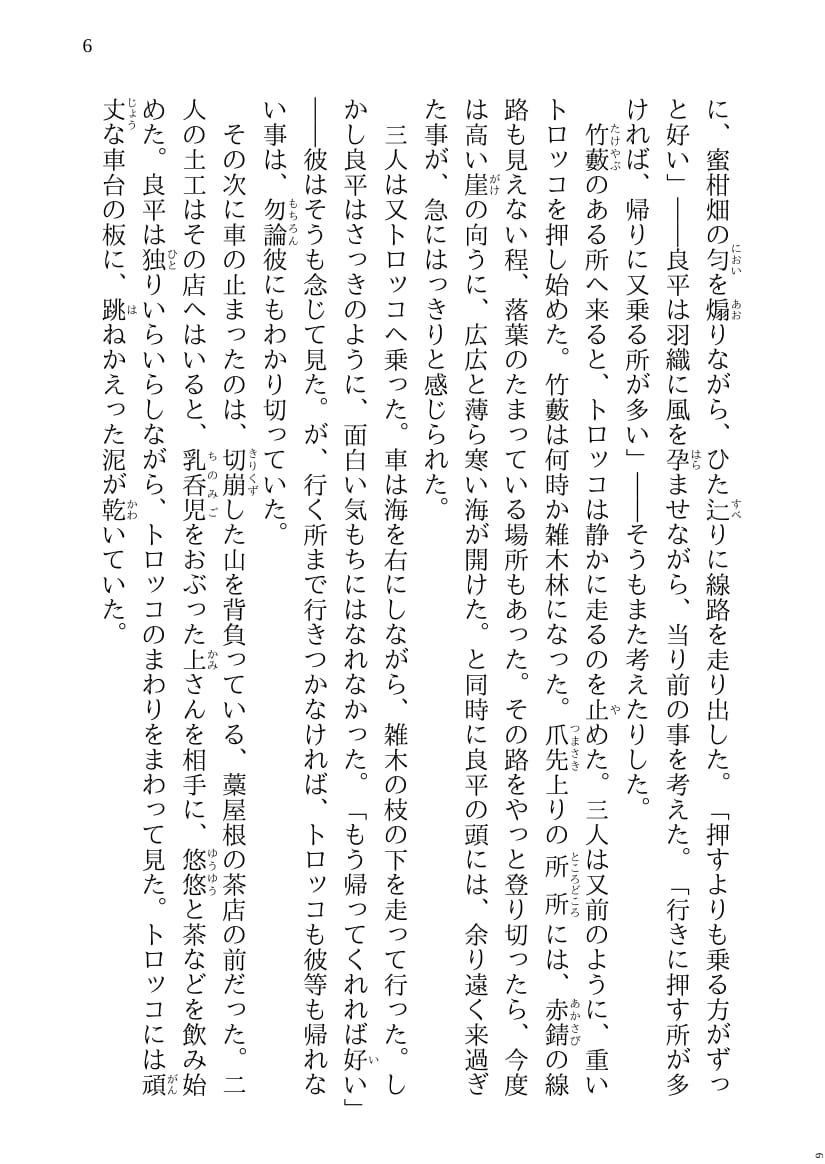 6
に、蜜柑畑の匀を煽りながら、ひた辷りに線路を走り出した。「押すよりも乗る方がずっ
と好い」――良平は羽織に風を孕ませながら、当り前の事を考えた。「行きに押す所が多
ければ、帰りに又乗る所が多い」――そうもまた考えたりした。
竹藪のある所へ来ると、トロッコは静かに走るのを止めた。三人は又前のように、重い
トロッコを押し始めた。竹藪は何時か雑木林になった。爪先上りの所所には、赤錆の線
路も見えない程、落葉のたまっている場所もあった。その路をやっと登り切ったら、今度
は高い崖の向うに、広広と薄ら寒い海が開けた。と同時に良平の頭には、余り遠く来過ぎ
た事が、急にはっきりと感じられた。
三人は又トロッコへ乗った。車は海を右にしながら、雑木の枝の下を走って行った。し
かし良平はさっきのように、面白い気もちにはなれなかった。「もう帰ってくれれば好い」
――彼はそうも念じて見た。が、行く所まで行きつかなければ、トロッコも彼等も帰れな
い事は、勿論彼にもわかり切っていた。
その次に車の止まったのは、切崩した山を背負っている、藁屋根の茶店の前だった。二
人の土工はその店へはいると、乳呑児をおぶった上さんを相手に、悠悠と茶などを飲み始
めた。良平は独りいらいらしながら、トロッコのまわりをまわって見た。トロッコには頑
丈な車台の板に、跳ねかえった泥が乾いていた。